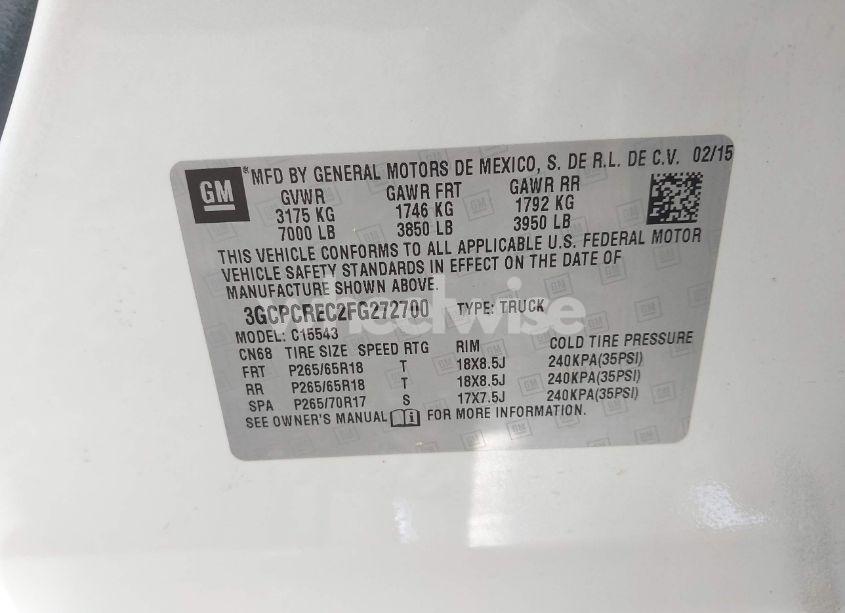 GM
*MFD BY GENERAL MOTORS DE MEXICO, S. DE R.L. DE C.V. 02/15
GVWR GAWR FRT GAWR RR
3175 KG 1746 KG 1792 KG
7000 LB 3850 LB 3950 LB
THIS VEHICLE CONFORMS TO ALL APPLICABLE U.S. FEDERAL MOTOR
VEHICLE SAFETY STANDARDS IN EFFECT ON THE DATE OF
MANUFACTURE SHOWN ABOVE.
3GCPCREC2FG272700 TYPE: TRUCK
wheelwise
MODEL: C15543
CN68 TIRE SIZE SPEED RTG RIM COLD TIRE PRESSURE
FRT P265/65R18 T 18X8.5J 240KPA(35PSI)
RR P265/65R18 T 18X8.5J 240KPA(35PSI)
SPA P265/70R17 S 17X7.5J 240KPA(35PSI)
SEE OWNER'S MANUAL i FOR MORE INFORMATION.